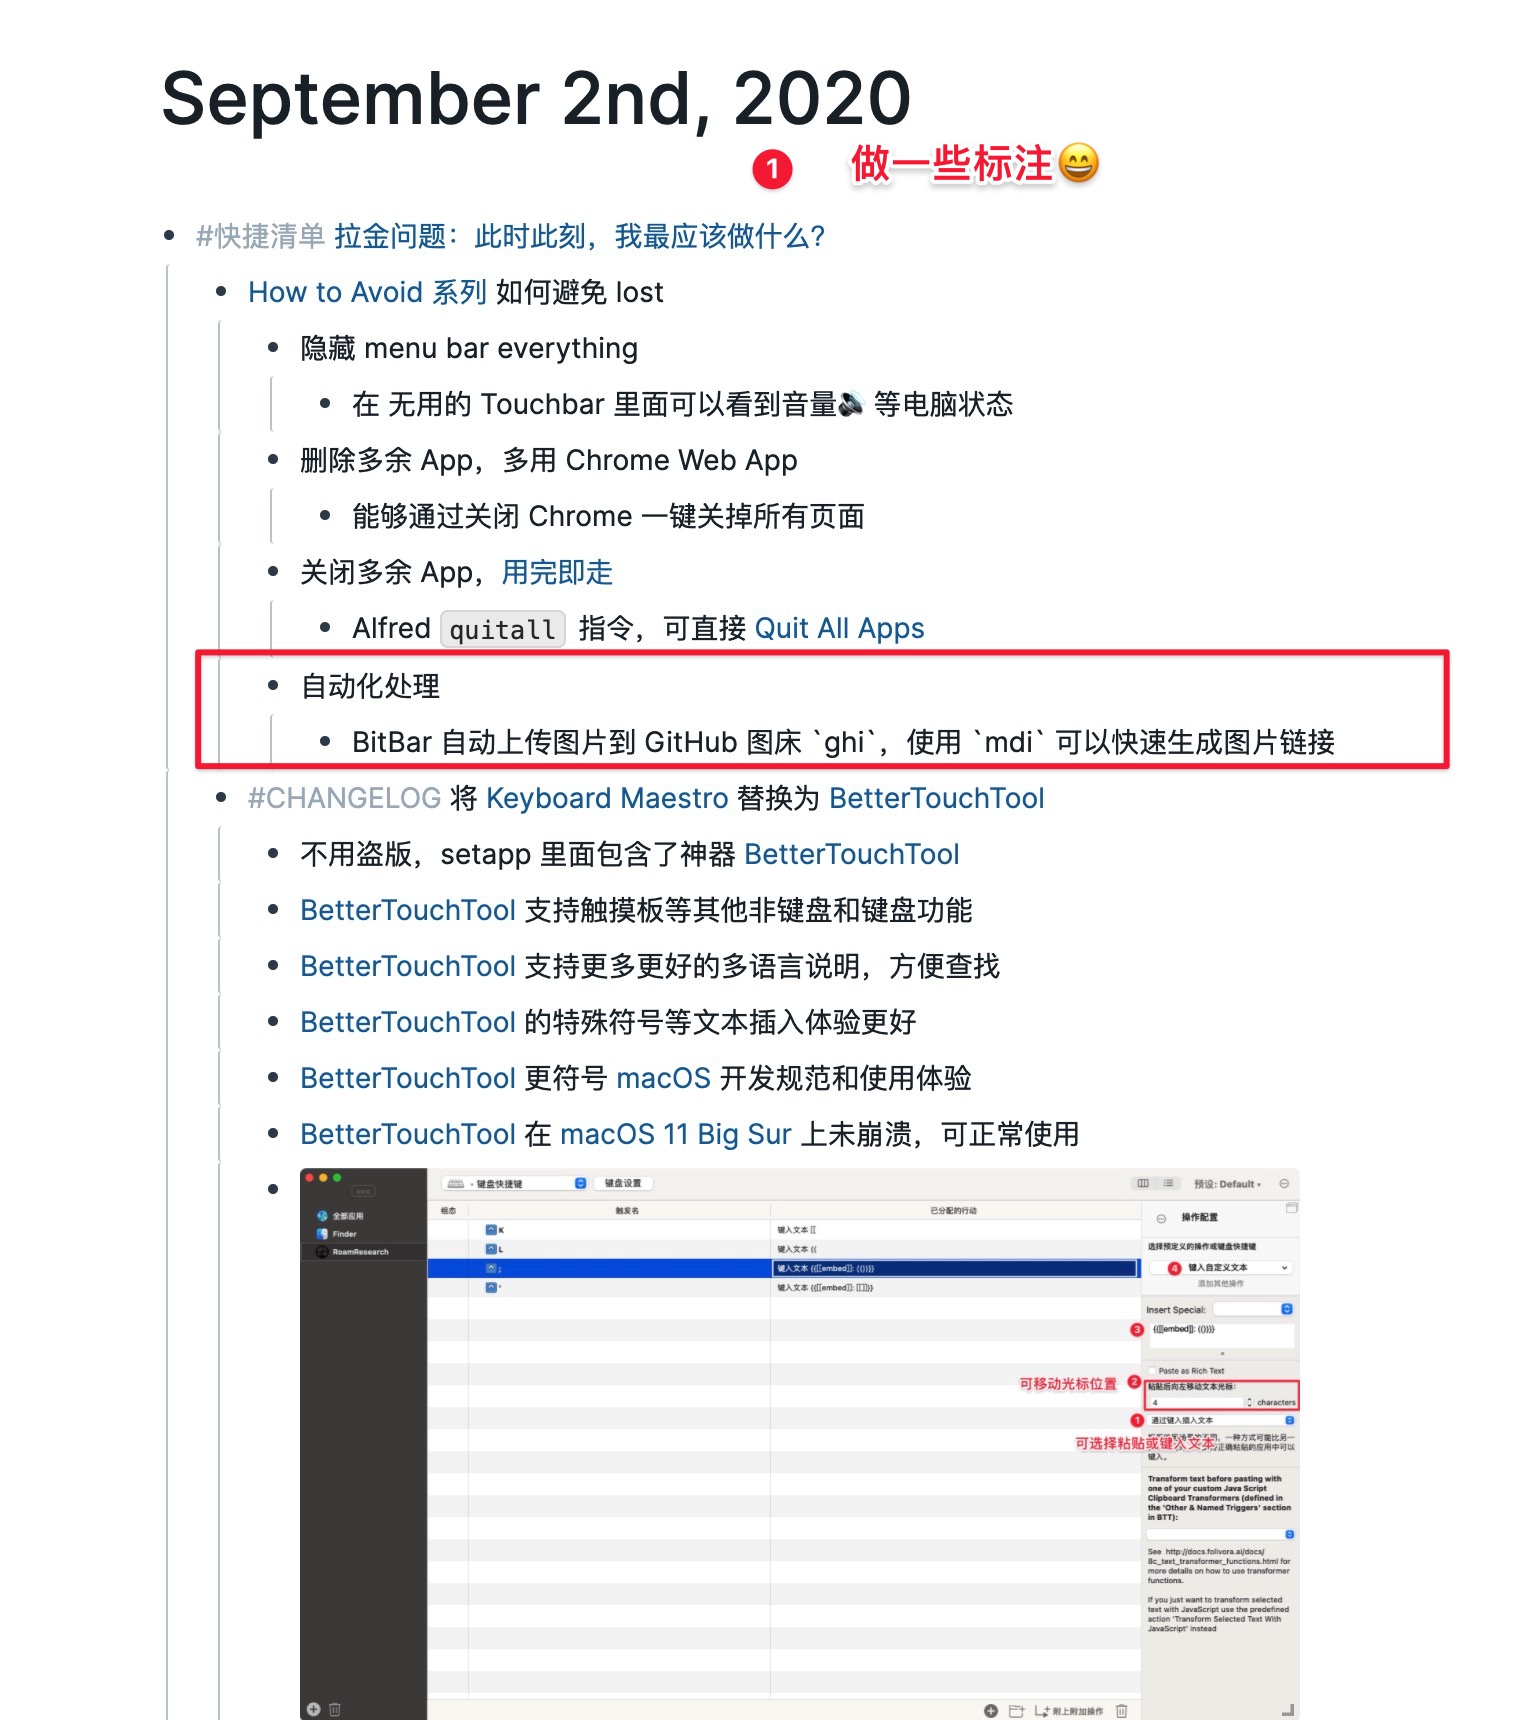 September 2nd, 2020
1 做一些标注😄
#快捷清单 拉金问题：此时此刻，我最应该做什么?
How to Avoid 系列 如何避免 lost
隐藏 menu bar everything
在 无用的 Touchbar 里面可以看到音量🔊 等电脑状态
删除多余 App，多用 Chrome Web App
能够通过关闭 Chrome 一键关掉所有页面
关闭多余 App，用完即走
Alfred quitall 指令，可直接 Quit All Apps
自动化处理
BitBar 自动上传图片到 GitHub 图床 `ghi`，使用 `mdi` 可以快速生成图片链接
#CHANGELOG 将 Keyboard Maestro 替换为 BetterTouchTool
不用盗版，setapp 里面包含了神器 BetterTouchTool
BetterTouchTool 支持触摸板等其他非键盘和键盘功能
BetterTouchTool 支持更多更好的多语言说明，方便查找
BetterTouchTool 的特殊符号等文本插入体验更好
BetterTouchTool 更符号 macOS 开发规范和使用体验
BetterTouchTool 在 macOS 11 Big Sur 上未崩溃，可正常使用
键盘快捷键 键盘设置 预设: Default
全部应用
Finder
RoamResearch
组态 触发名 已分配的行动
K 键入文本 [[
L 键入文本 ((
; 键入文本 {{[[embed]]: (())}}
' 键入文本 {{[[embed]]: [[]]}}
操作配置
选择预定义的操作或键盘快捷键
4 键入自定义文本
添加其他操作
Insert Special:
3 {{[[embed]]: (())}}
Paste as Rich Text
可移动光标位置 2 粘贴后向左移动文本光标:
4 characters
1 通过键入插入文本
可选择粘贴或键入文本
一种方式可能比另一
正确粘贴的应用中可以
键入。
Transform text before pasting with
one of your custom Java Script
Clipboard Transformers (defined in
the 'Other & Named Triggers' section
in BTT):
See http://docs.folivora.ai/docs/
8c_text_transformer_functions.html for
more details on how to use transformer
functions.
If you just want to transform selected
text with JavaScript use the predefined
action 'Transform Selected Text With
JavaScript' instead
附上附加操作